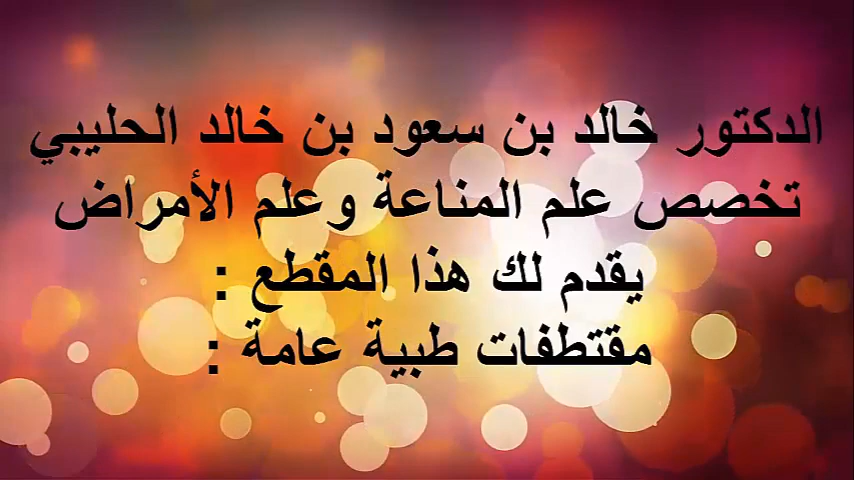 الدكتور خالد بن سعود بن خالد الحليبي
تخصص علم المناعة وعلم الأمراض
يقدم لك هذا المقطع :
مقتطفات طبية عامة :